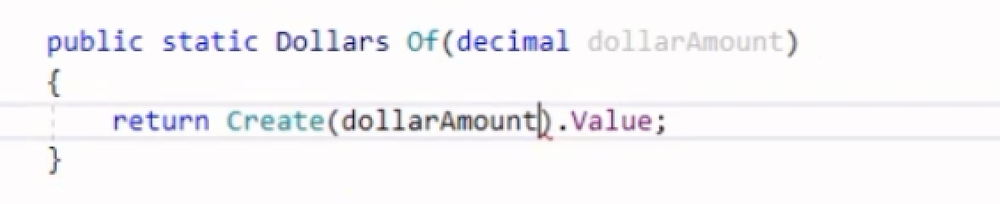 public static Dollars Of(decimal dollarAmount)
{
return Create(dollarAmount).Value;
}